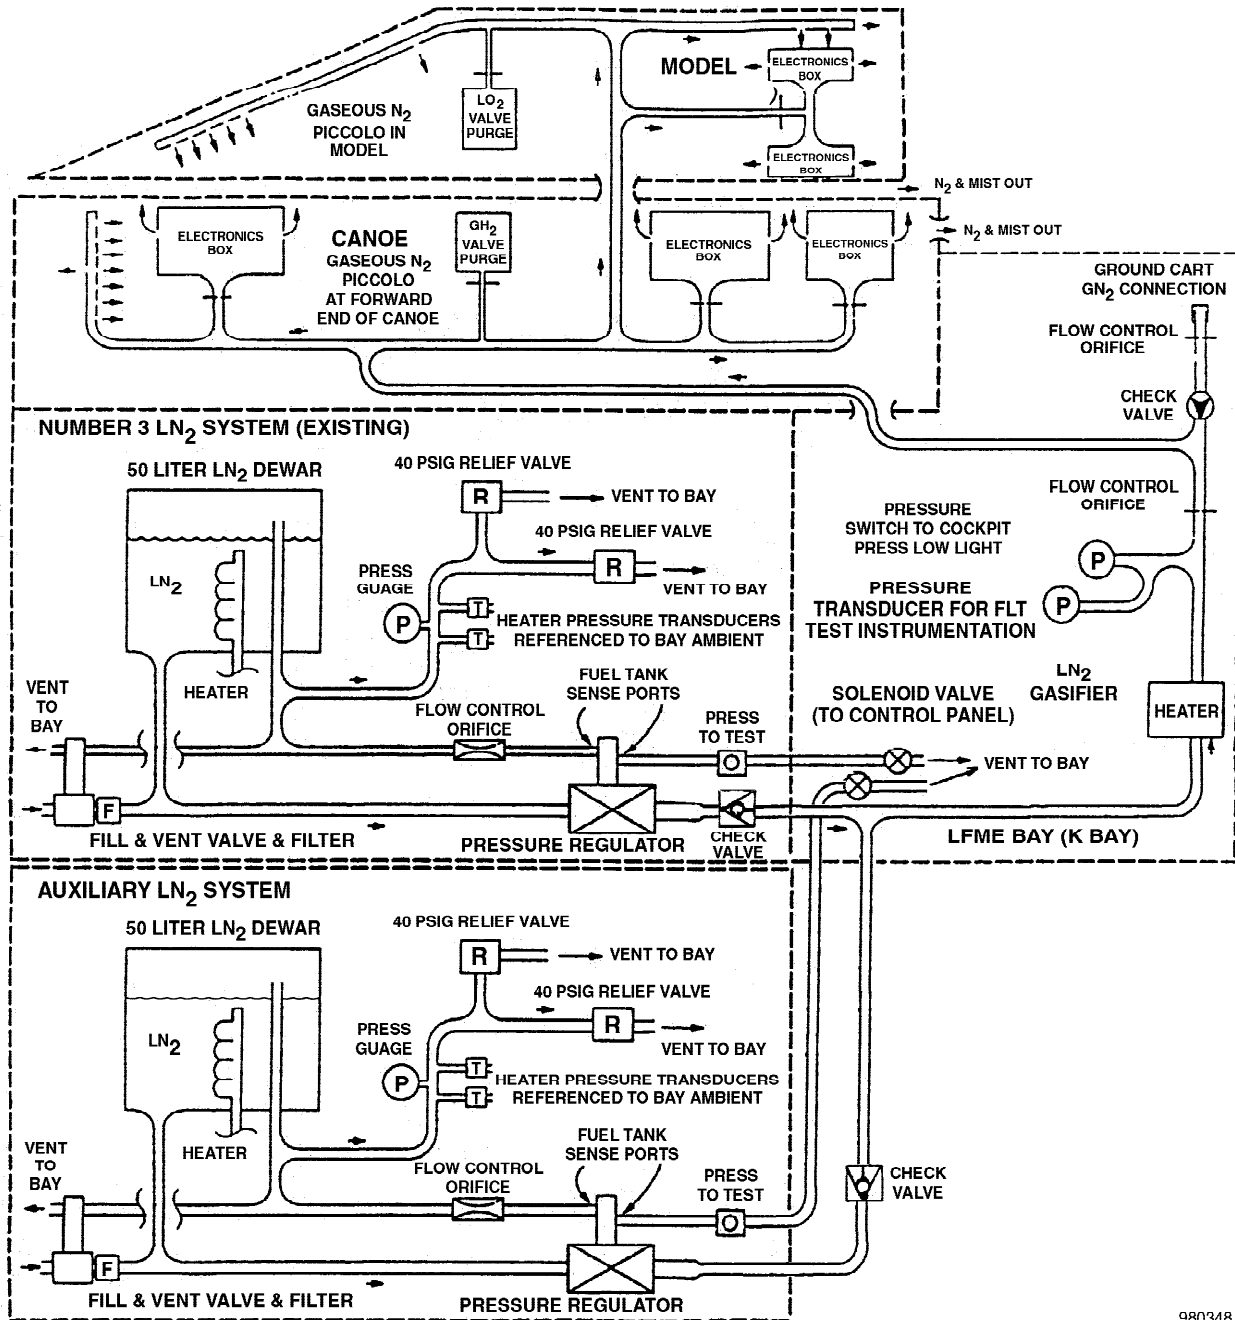 MODEL
ELECTRONICS
BOX
GASEOUS N2
PICCOLO IN
MODEL
LO2
VALVE
PURGE
ELECTRONICS
BOX
N2 & MIST OUT
N2 & MIST OUT
ELECTRONICS
BOX
CANOE
GASEOUS N2
PICCOLO
AT FORWARD
END OF CANOE
GH2
VALVE
PURGE
ELECTRONICS
BOX
ELECTRONICS
BOX
GROUND CART
GN2 CONNECTION
FLOW CONTROL
ORIFICE
CHECK
VALVE
NUMBER 3 LN2 SYSTEM (EXISTING)
50 LITER LN2 DEWAR
40 PSIG RELIEF VALVE
R
VENT TO BAY
40 PSIG RELIEF VALVE
R
VENT TO BAY
LN2
PRESS
GUAGE
P
T
T
HEATER PRESSURE TRANSDUCERS
REFERENCED TO BAY AMBIENT
HEATER
VENT
TO
BAY
FLOW CONTROL
ORIFICE
FUEL TANK
SENSE PORTS
PRESS
TO TEST
F
FILL & VENT VALVE & FILTER
PRESSURE REGULATOR
CHECK
VALVE
FLOW CONTROL
ORIFICE
PRESSURE
SWITCH TO COCKPIT
PRESS LOW LIGHT
P
P
PRESSURE
TRANSDUCER FOR FLT
TEST INSTRUMENTATION
LN2
GASIFIER
HEATER
SOLENOID VALVE
(TO CONTROL PANEL)
VENT TO BAY
LFME BAY (K BAY)
AUXILIARY LN2 SYSTEM
50 LITER LN2 DEWAR
40 PSIG RELIEF VALVE
R
VENT TO BAY
40 PSIG RELIEF VALVE
R
VENT TO BAY
LN2
PRESS
GUAGE
P
T
T
HEATER PRESSURE TRANSDUCERS
REFERENCED TO BAY AMBIENT
HEATER
VENT
TO
BAY
FLOW CONTROL
ORIFICE
FUEL TANK
SENSE PORTS
PRESS
TO TEST
CHECK
VALVE
F
FILL & VENT VALVE & FILTER
PRESSURE REGULATOR
980348